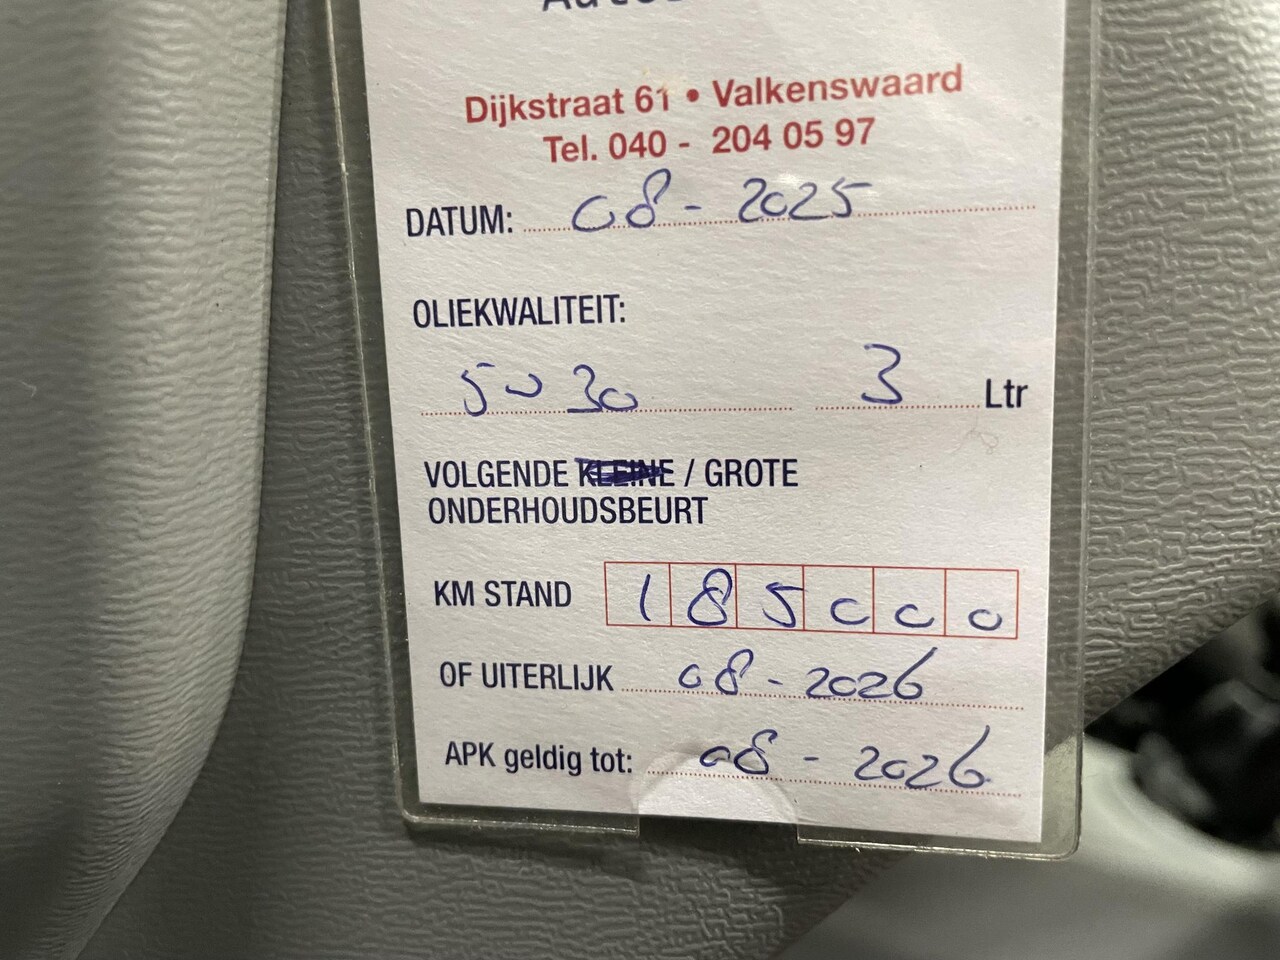 Dijkstraat 61 • Valkenswaard
Tel. 040 - 204 05 97
DATUM: 08 - 2025
OLIEKWALITEIT:
5W30 3 Ltr
VOLGENDE KLEINE / GROTE
ONDERHOUDSBEURT
KM STAND 185000
OF UITERLIJK 08-2026
APK geldig tot: 08 - 2026